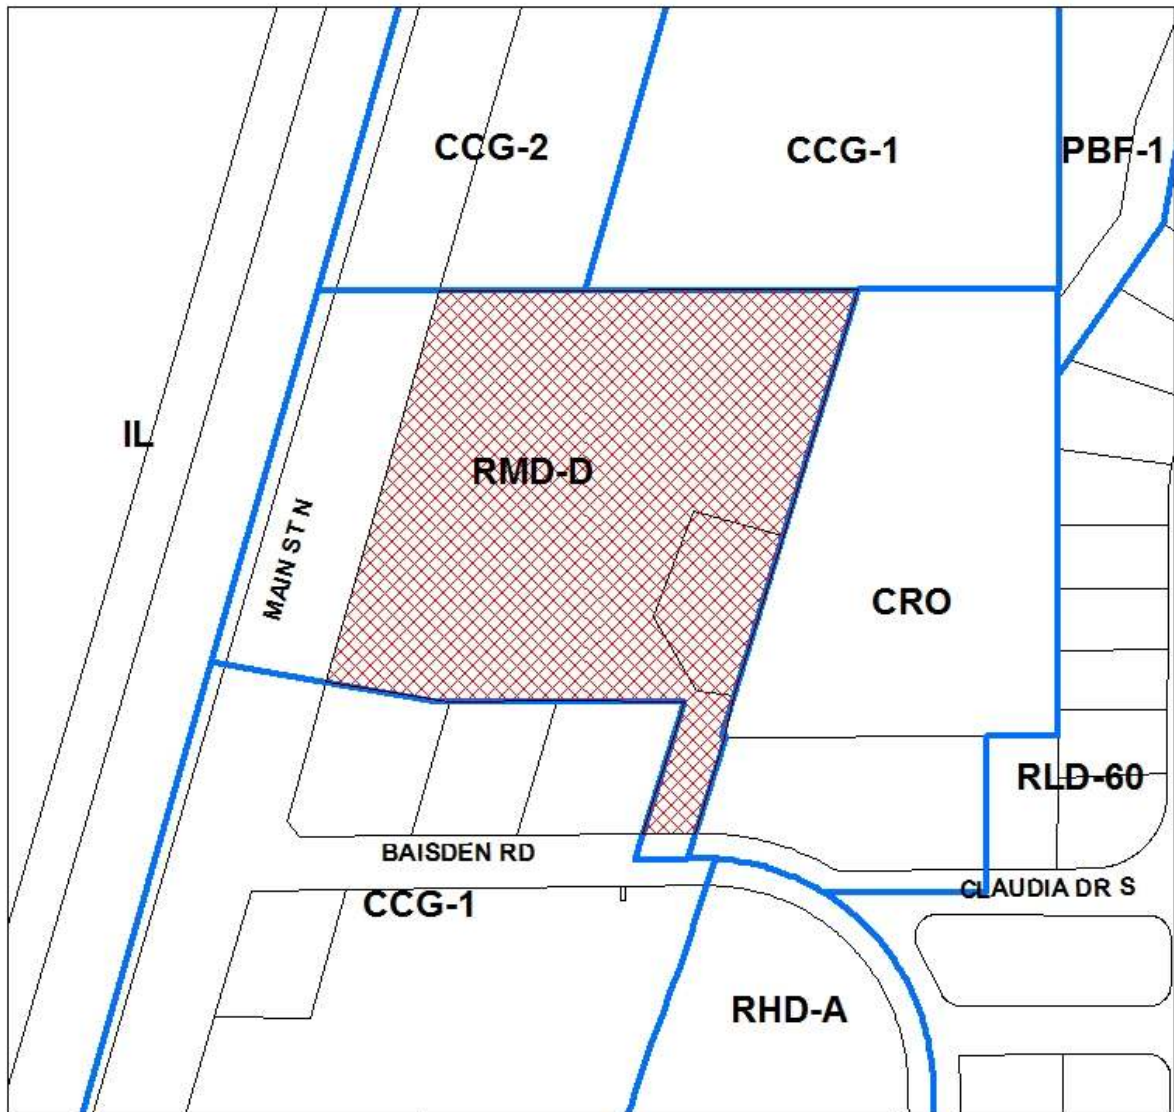 CCG-2
CCG-1
PBF-1
IL
RMD-D
MAIN ST N
CRO
RLD-60
BAISDEN RD
CLAUDIA DR S
CCG-1
RHD-A